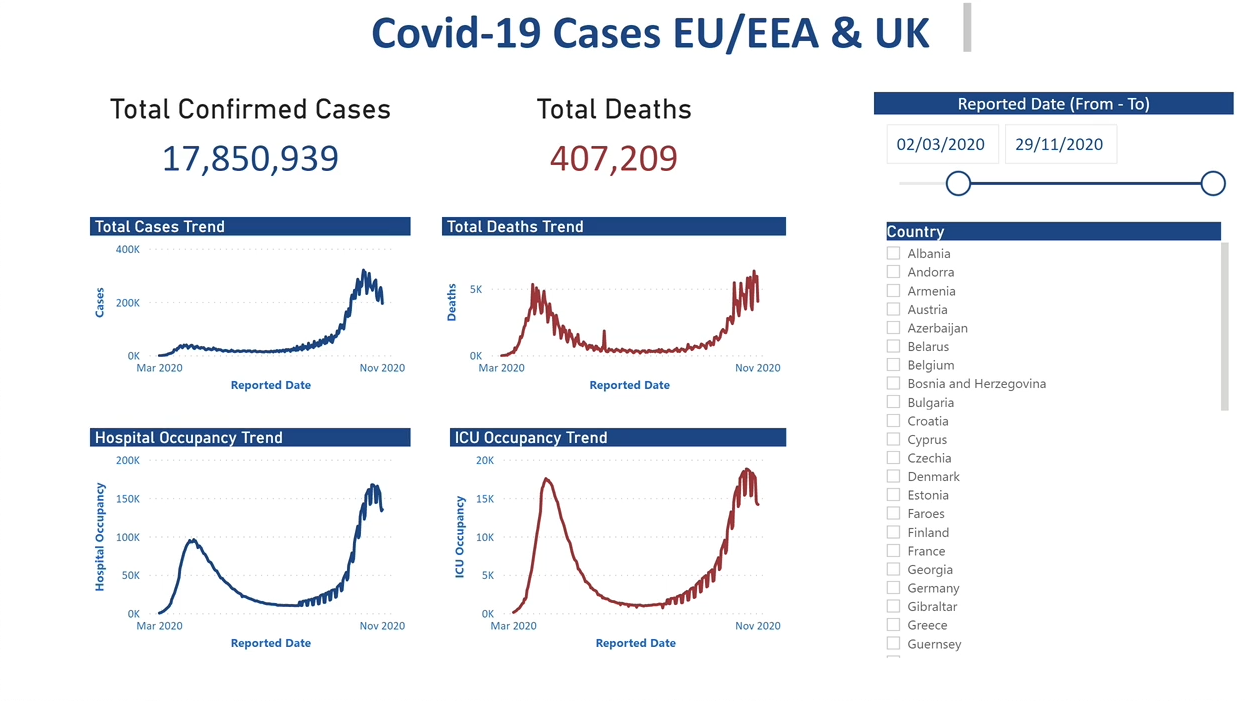 Covid-19 Cases EU/EEA & UK
Total Confirmed Cases
17,850,939
Total Deaths
407,209
Reported Date (From - To)
02/03/2020
29/11/2020
Total Cases Trend
400K
200K
0K
Cases
Mar 2020
Nov 2020
Reported Date
Total Deaths Trend
5K
0K
Deaths
Mar 2020
Nov 2020
Reported Date
Hospital Occupancy Trend
200K
150K
100K
50K
0K
Hospital Occupancy
Mar 2020
Nov 2020
Reported Date
ICU Occupancy Trend
20K
15K
10K
5K
0K
ICU Occupancy
Mar 2020
Nov 2020
Reported Date
Country
Albania
Andorra
Armenia
Austria
Azerbaijan
Belarus
Belgium
Bosnia and Herzegovina
Bulgaria
Croatia
Cyprus
Czechia
Denmark
Estonia
Faroes
Finland
France
Georgia
Germany
Gibraltar
Greece
Guernsey